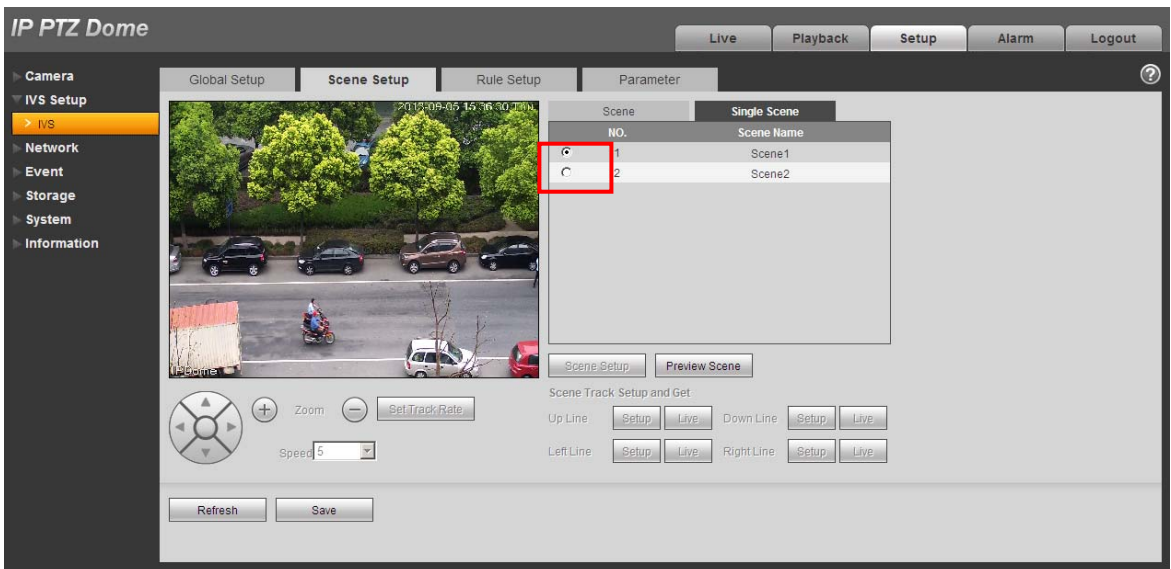 IP PTZ Dome
Live Playback Setup Alarm Logout
Camera
IVS Setup
> IVS
Network
Event
Storage
System
Information
Global Setup Scene Setup Rule Setup Parameter
?
IPDome
Zoom
Set Track Rate
Speed 5
Scene Single Scene
NO. Scene Name
1 Scene1
2 Scene2
Scene Setup Preview Scene
Scene Track Setup and Get
Up Line Setup Live Down Line Setup Live
Left Line Setup Live Right Line Setup Live
Refresh Save